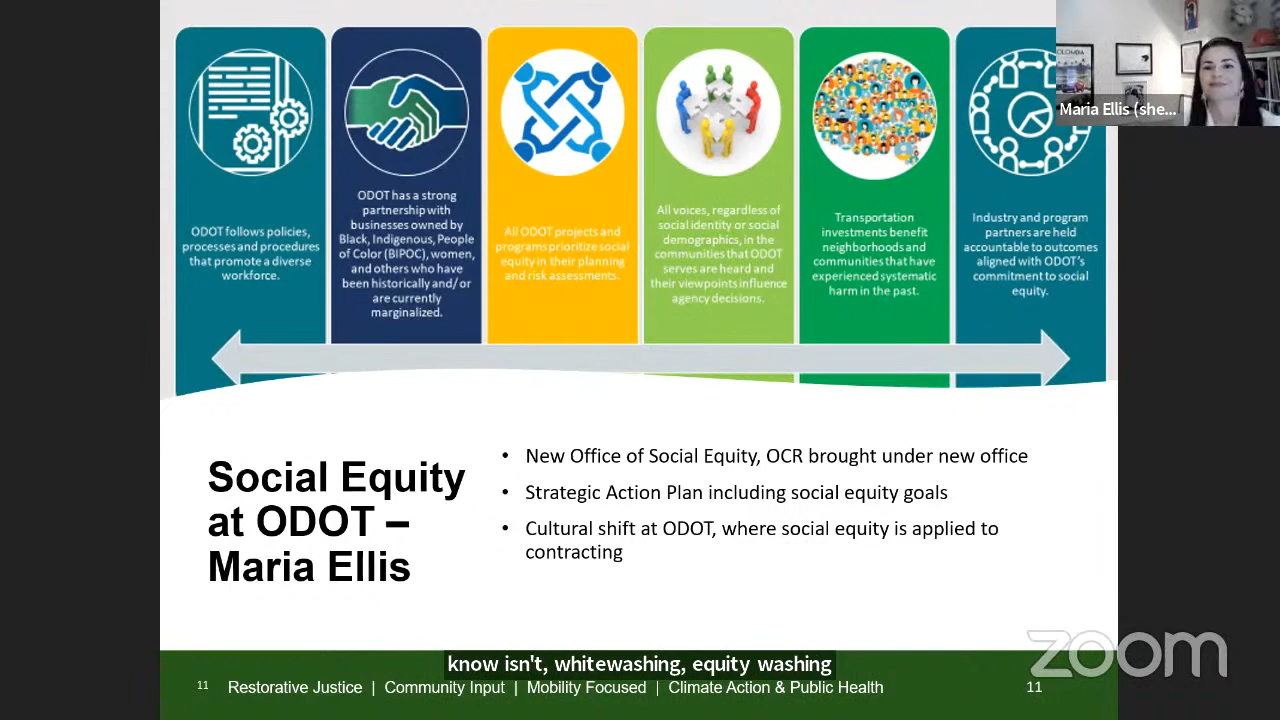 COLOMBIA
Maria Ellis (she...
ODOT follows policies,
processes and procedures
that promote a diverse
workforce.
ODOT has a strong
partnership with
businesses owned by
Black, Indigenous, People
of Color (BIPOC), women,
and others who have
been historically and/or
are currently
marginalized.
All ODOT projects and
programs prioritize social
equity in their planning
and risk assessments.
All voices, regardless of
social identity or social
demographics, in the
communities that ODOT
serves are heard and
their viewpoints influence
agency decisions.
Transportation
investments benefit
neighborhoods and
communities that have
experienced systematic
harm in the past.
Industry and program
partners are held
accountable to outcomes
aligned with ODOT's
commitment to social
equity.
Social Equity
at ODOT –
Maria Ellis
• New Office of Social Equity, OCR brought under new office
• Strategic Action Plan including social equity goals
• Cultural shift at ODOT, where social equity is applied to
contracting
know isn't, whitewashing, equity washing
zoom
11 Restorative Justice | Community Input | Mobility Focused | Climate Action & Public Health 11